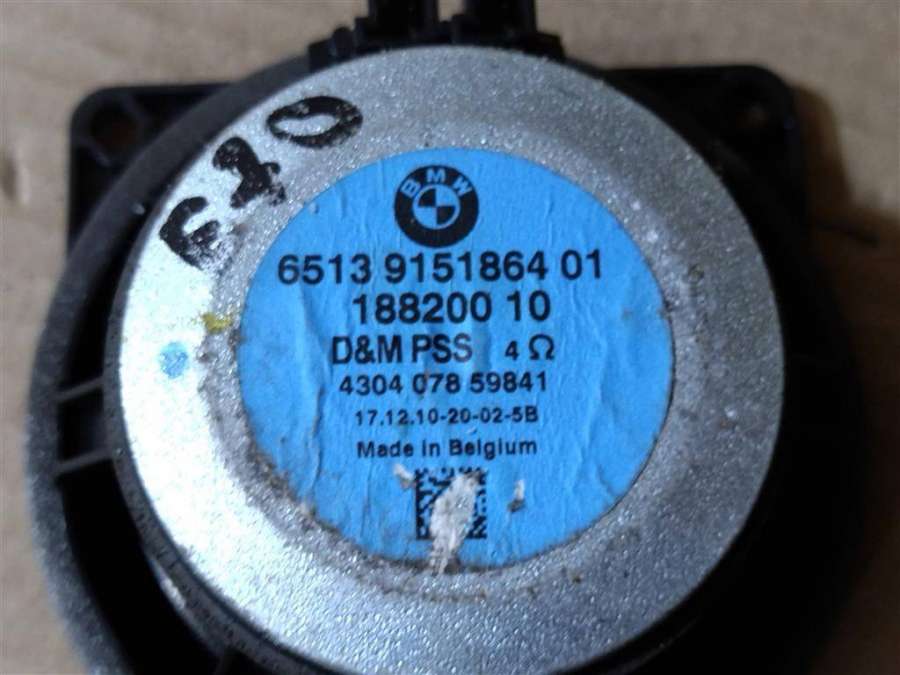 E70
BMW
6513 9151864 01
188200 10
D&M PSS 4 Ω
4304 078 59841
17.12.10-20-02-5B
Made in Belgium